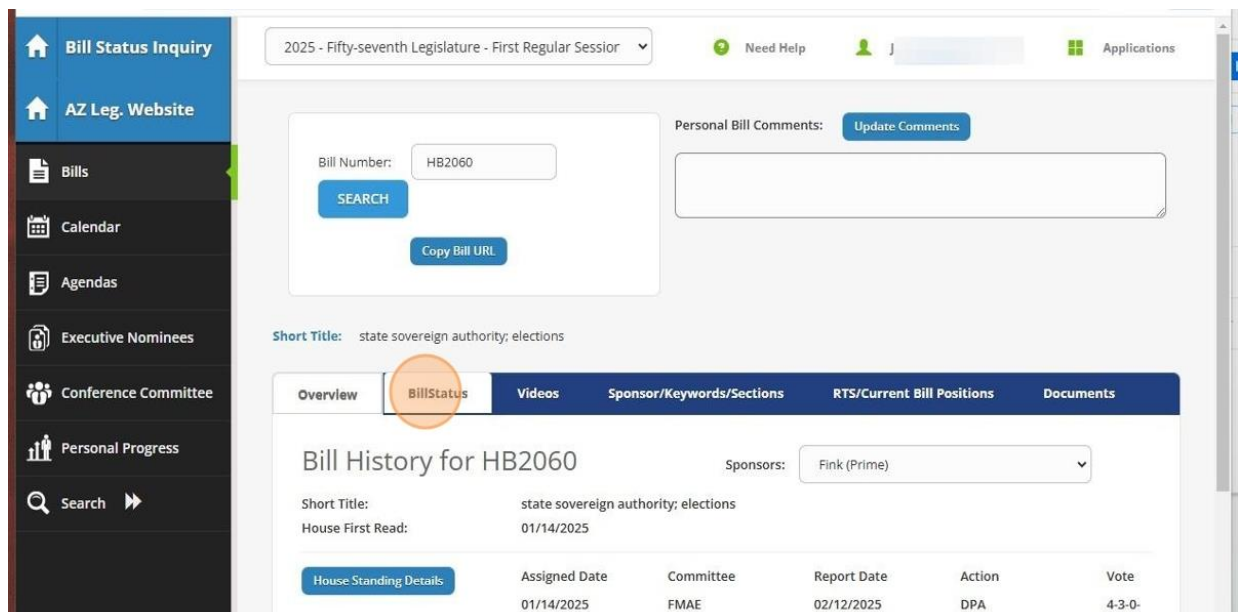 Bill Status Inquiry
AZ Leg. Website
Bills
Calendar
Agendas
Executive Nominees
Conference Committee
Personal Progress
Search
2025 - Fifty-seventh Legislature - First Regular Session
Need Help
J
Applications
Bill Number: HB2060
SEARCH
Copy Bill URL
Personal Bill Comments: Update Comments
Short Title: state sovereign authority; elections
Overview BillStatus Videos Sponsor/Keywords/Sections RTS/Current Bill Positions Documents
Bill History for HB2060
Sponsors: Fink (Prime)
Short Title: state sovereign authority; elections
House First Read: 01/14/2025
House Standing Details Assigned Date Committee Report Date Action Vote
01/14/2025 FMAE 02/12/2025 DPA 4-3-0-